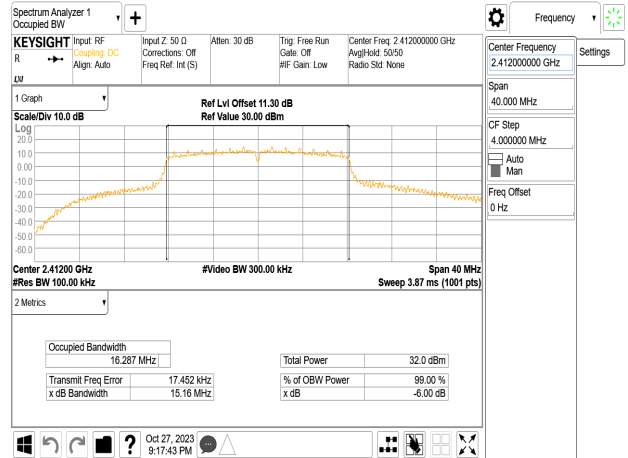 Spectrum Analyzer 1
Occupied BW
Frequency
KEYSIGHT
R
Input: RF
Coupling: DC
Align: Auto
Input Z: 50 Ω
Corrections: Off
Freq Ref: Int (S)
Atten: 30 dB
Trig: Free Run
Gate: Off
#IF Gain: Low
Center Freq: 2.412000000 GHz
Avg|Hold: 50/50
Radio Std: None
Center Frequency
2.412000000 GHz
Settings
Span
40.000 MHz
CF Step
4.000000 MHz
Auto
Man
Freq Offset
0 Hz
1 Graph
Scale/Div 10.0 dB
Ref Lvl Offset 11.30 dB
Ref Value 30.00 dBm
Log
20.0
10.0
0.00
-10.0
-20.0
-30.0
-40.0
-50.0
-60.0
Center 2.41200 GHz
#Video BW 300.00 kHz
Span 40 MHz
#Res BW 100.00 kHz
Sweep 3.87 ms (1001 pts)
2 Metrics
Occupied Bandwidth
16.287 MHz
Total Power 32.0 dBm
Transmit Freq Error 17.452 kHz
% of OBW Power 99.00 %
x dB Bandwidth 15.16 MHz
x dB -6.00 dB
?
Oct 27, 2023
9:17:43 PM